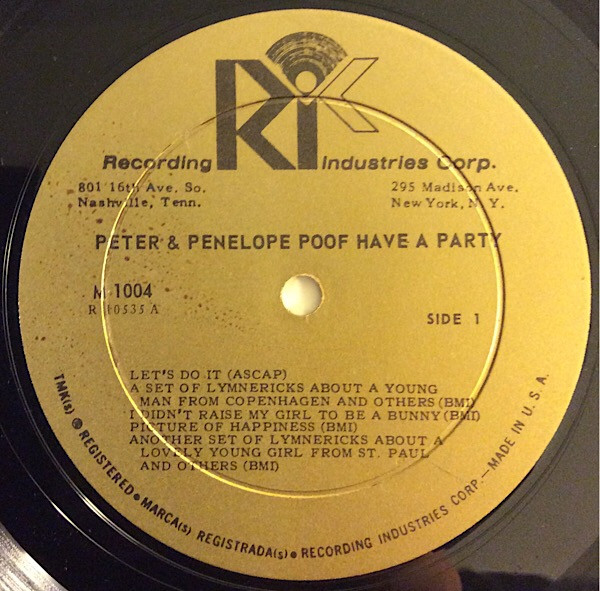 RIC
Recording Industries Corp.
801 16th Ave. So. 295 Madison Ave.
Nashville, Tenn. New York, N.Y.
PETER & PENELOPE POOF HAVE A PARTY
M 1004
R 10535 A
SIDE 1
LET'S DO IT (ASCAP)
A SET OF LYMNERICKS ABOUT A YOUNG
MAN FROM COPENHAGEN AND OTHERS (BMI)
I DIDN'T RAISE MY GIRL TO BE A BUNNY (BMI)
PICTURE OF HAPPINESS (BMI)
ANOTHER SET OF LYMNERICKS ABOUT A
LOVELY YOUNG GIRL FROM ST. PAUL
AND OTHERS (BMI)
TMK(s) ® REGISTERED • MARCA(s) REGISTRADA(s) • RECORDING INDUSTRIES CORP.—MADE IN U.S.A.